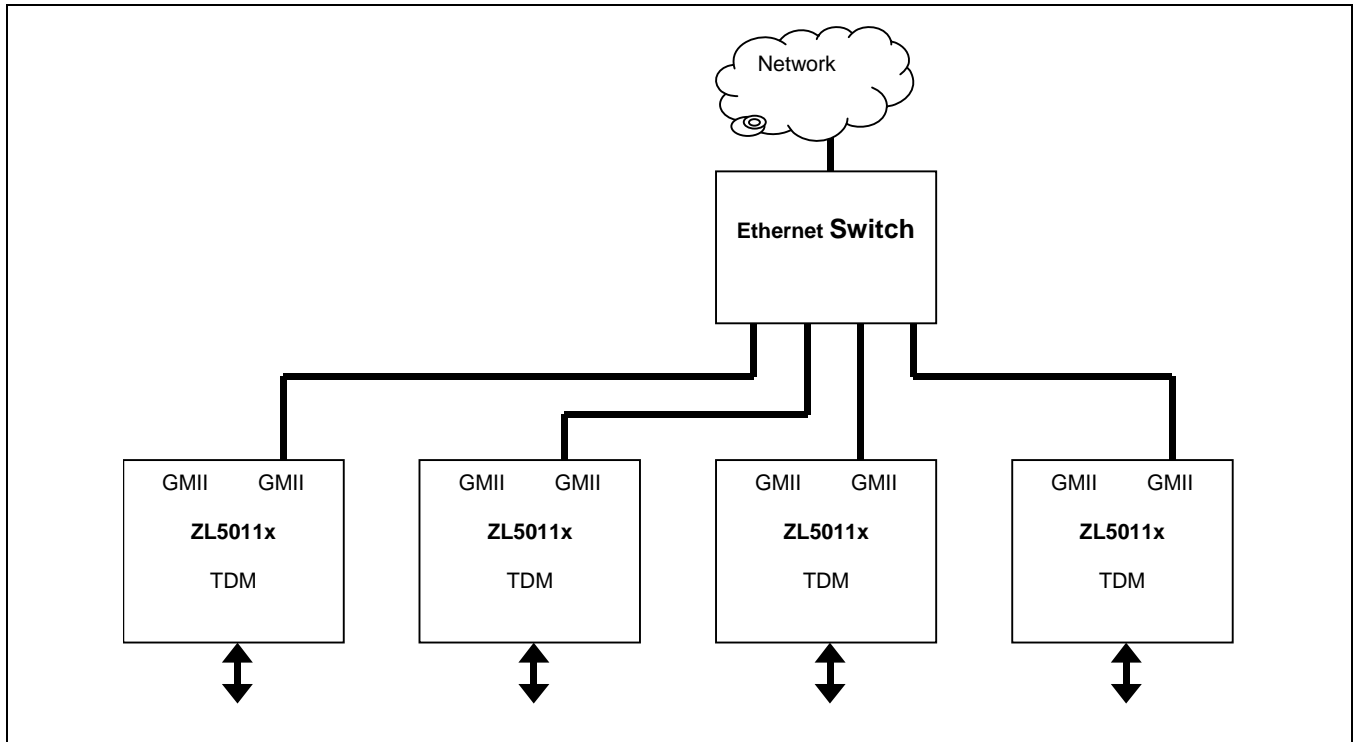 Network
Ethernet Switch
GMII GMII
ZL5011x
TDM
GMII GMII
ZL5011x
TDM
GMII GMII
ZL5011x
TDM
GMII GMII
ZL5011x
TDM